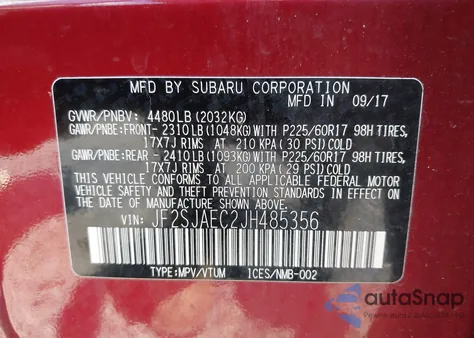 MFD BY SUBARU CORPORATION
MFD IN 09/17
GVWR/PNBV: 4480LB (2032KG)
GAWR/PNBE: FRONT- 2310LB (1048KG) WITH P225/60R17 98H TIRES,
17X7J RIMS AT 210 KPA (30 PSI) COLD
GAWR/PNBE: REAR - 2410LB (1093KG) WITH P225/60R17 98H TIRES,
17X7J RIMS AT 200 KPA (29 PSI) COLD
THIS VEHICLE CONFORMS TO ALL APPLICABLE FEDERAL MOTOR
VEHICLE SAFETY AND THEFT PREVENTION STANDARDS IN EFFECT ON
THE DATE OF MANUFACTURE SHOWN ABOVE.
VIN: JF2SJAEC2JH485356
TYPE:MPV/VTUM 1CES/NMB-002
autoSnap